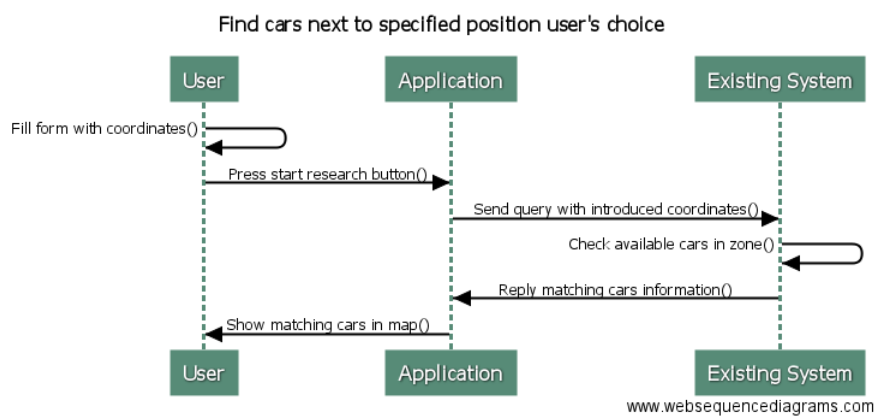 Find cars next to specified position user's choice
User
Application
Existing System
Fill form with coordinates()
Press start research button()
Send query with introduced coordinates()
Check available cars in zone()
Reply matching cars information()
Show matching cars in map()
User
Application
Existing System
www.websequencediagrams.com